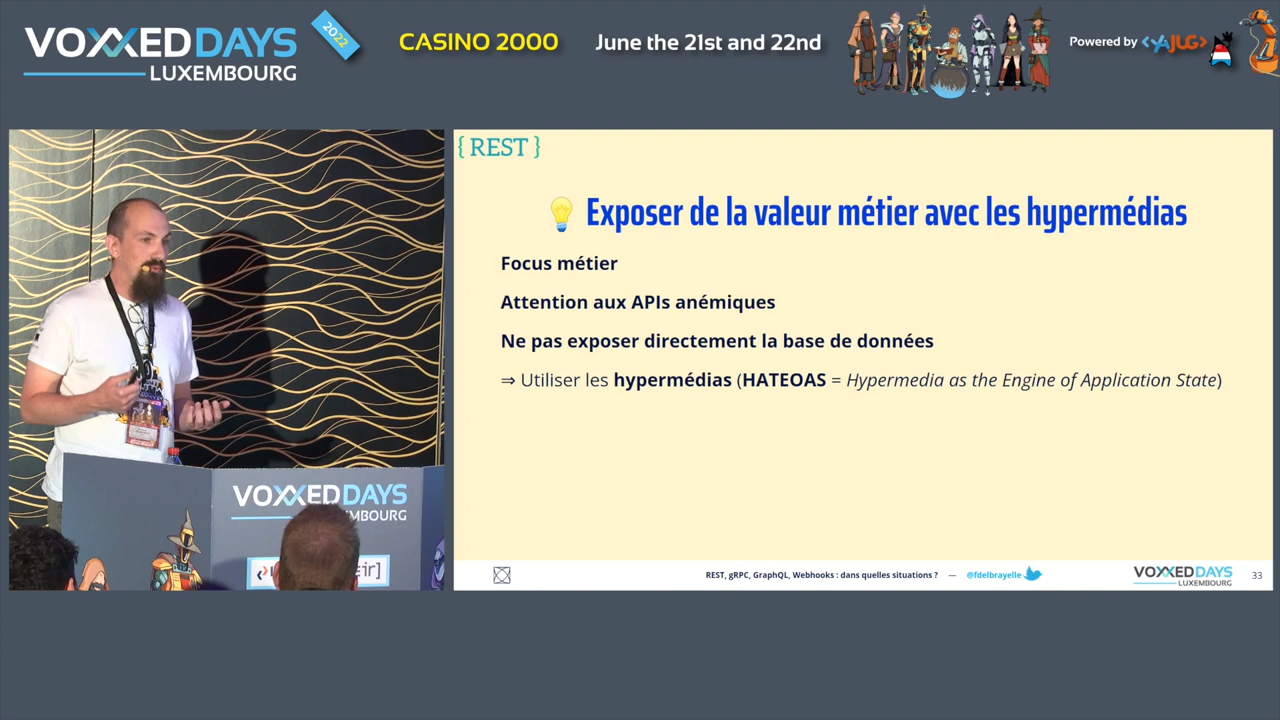 VOXXEDDAYS
LUXEMBOURG
2022
CASINO 2000
June the 21st and 22nd
Powered by <YAJUG>
{ REST }
💡 Exposer de la valeur métier avec les hypermédias
Focus métier
Attention aux APIs anémiques
Ne pas exposer directement la base de données
⇒ Utiliser les hypermédias (HATEOAS = Hypermedia as the Engine of Application State)
VOXXEDDAYS
MBOURG
REST, gRPC, GraphQL, Webhooks : dans quelles situations ? — @fdelbrayelle
VOXXEDDAYS
LUXEMBOURG
33